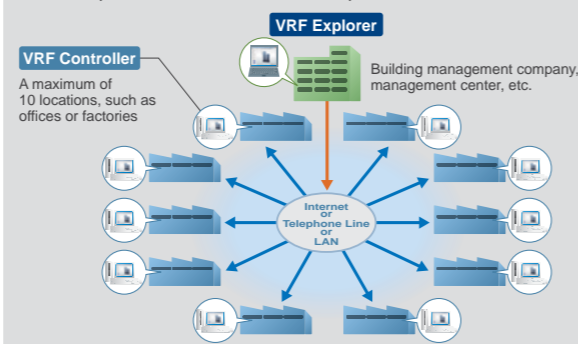 VRF Explorer
VRF Controller
A maximum of
10 locations, such as
offices or factories
Building management company,
management center, etc.
Internet
or
Telephone Line
or
LAN